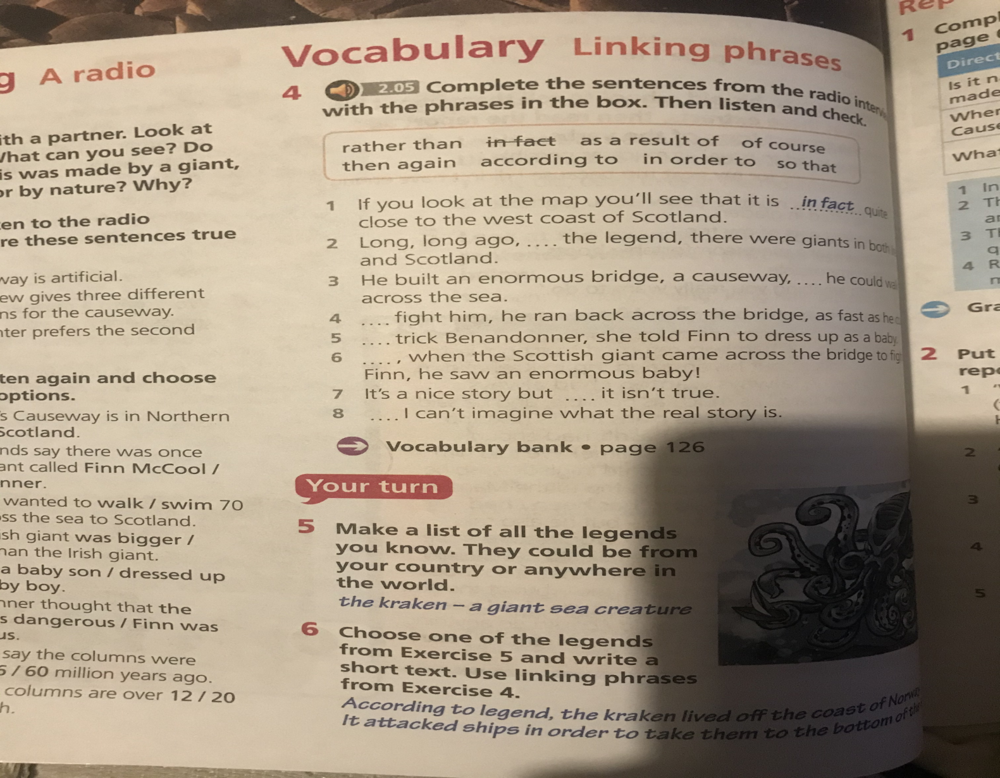 g A radio
ith a partner. Look at
What can you see? Do
is was made by a giant,
or by nature? Why?
ten to the radio
re these sentences true
way is artificial.
ew gives three different
ns for the causeway.
nter prefers the second
ten again and choose
options.
's Causeway is in Northern
Scotland.
nds say there was once
ant called Finn McCool /
nner.
wanted to walk / swim 70
oss the sea to Scotland.
ish giant was bigger /
han the Irish giant.
a baby son / dressed up
by boy.
nner thought that the
s dangerous / Finn was
us.
say the columns were
/ 60 million years ago.
columns are over 12 / 20
h.
Vocabulary Linking phrases
4 2.05 Complete the sentences from the radio interv
with the phrases in the box. Then listen and check.
rather than in fact as a result of of course
then again according to in order to so that
1 If you look at the map you'll see that it is in fact quite
close to the west coast of Scotland.
2 Long, long ago, .... the legend, there were giants in both
and Scotland.
3 He built an enormous bridge, a causeway, .... he could
across the sea.
4 .... fight him, he ran back across the bridge, as fast as he
5 .... trick Benandonner, she told Finn to dress up as a baby.
6 .... , when the Scottish giant came across the bridge to fig
Finn, he saw an enormous baby!
7 It's a nice story but .... it isn't true.
8 .... I can't imagine what the real story is.
Vocabulary bank • page 126
Your turn
5 Make a list of all the legends
you know. They could be from
your country or anywhere in
the world.
the kraken – a giant sea creature
6 Choose one of the legends
from Exercise 5 and write a
short text. Use linking phrases
from Exercise 4.
According to legend, the kraken lived off the coast of Norway
It attacked ships in order to take them to the bottom of the
Rep
1 Compl
page
Direct
Is it n
made
When
Cause
What
1 In
2 Th
ar
3 Th
q
4 R
m
Gra
2 Put
repo
1
2
3
4
5